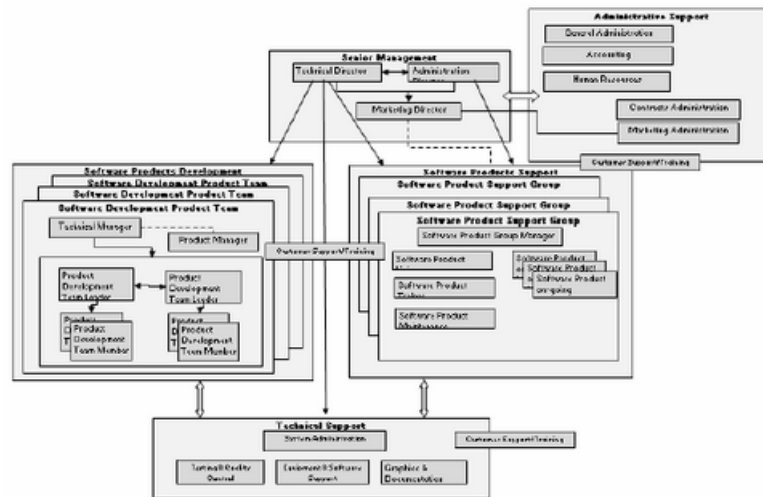 Administrative Support
General Administration
Accounting
Human Resources
Contracts Administration
Marketing Administration
Customer Support/Training
Senior Management
Technical Director
Administration
Marketing Director
Software Products Development
Software Development Product Team
Software Development Product Team
Software Development Product Team
Technical Manager
Product Manager
Product
Development
Team Leader
Product
Development
Team Leader
Product
Product
Development
Team Member
Product
Product
Development
Team Member
Customer Support/Training
Software Products Support
Software Product Support Group
Software Product Support Group
Software Product Support Group
Software Product Group Manager
Software Product
Software Product
Software Product
Maintenance
Software Product
Software Product
Software Product
on-going
Technical Support
System Administration
Testing & Quality
Control
Equipment & Software
Support
Graphics &
Documentation
Customer Support/Training